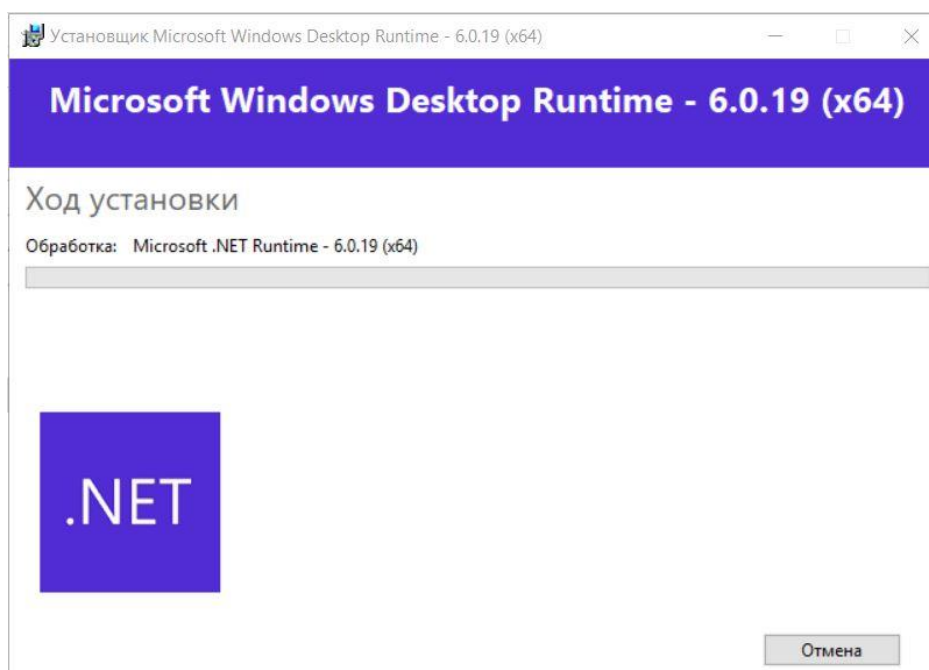 Установщик Microsoft Windows Desktop Runtime - 6.0.19 (x64)
Microsoft Windows Desktop Runtime - 6.0.19 (x64)
Ход установки
Обработка: Microsoft .NET Runtime - 6.0.19 (x64)
.NET
Отмена